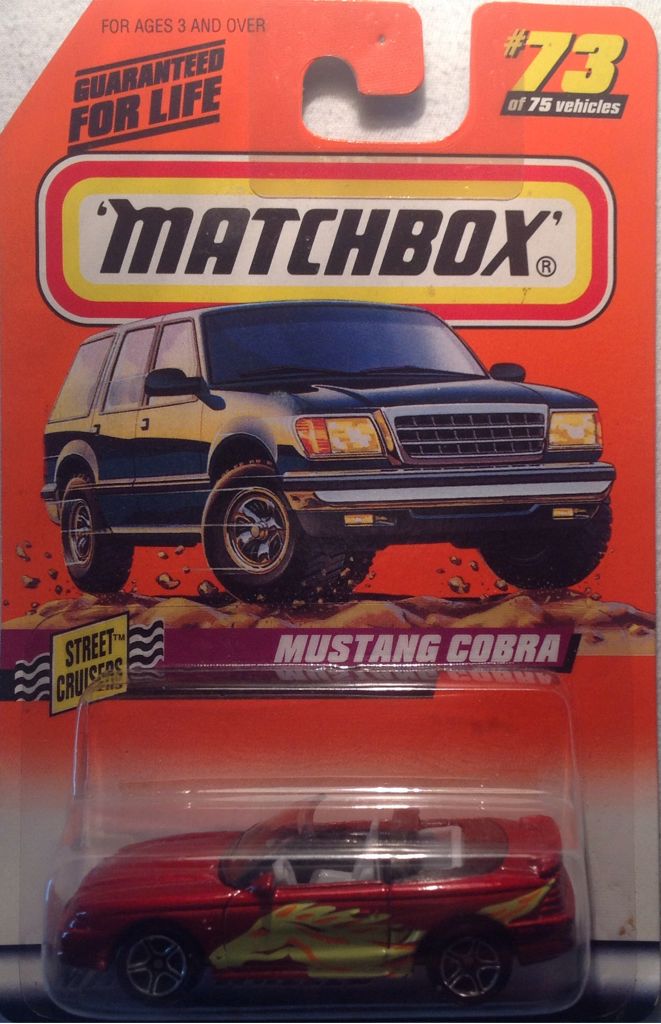 FOR AGES 3 AND OVER
GUARANTEED
FOR LIFE
#73
of 75 vehicles
'MATCHBOX'®
STREET™
CRUISERS
MUSTANG COBRA